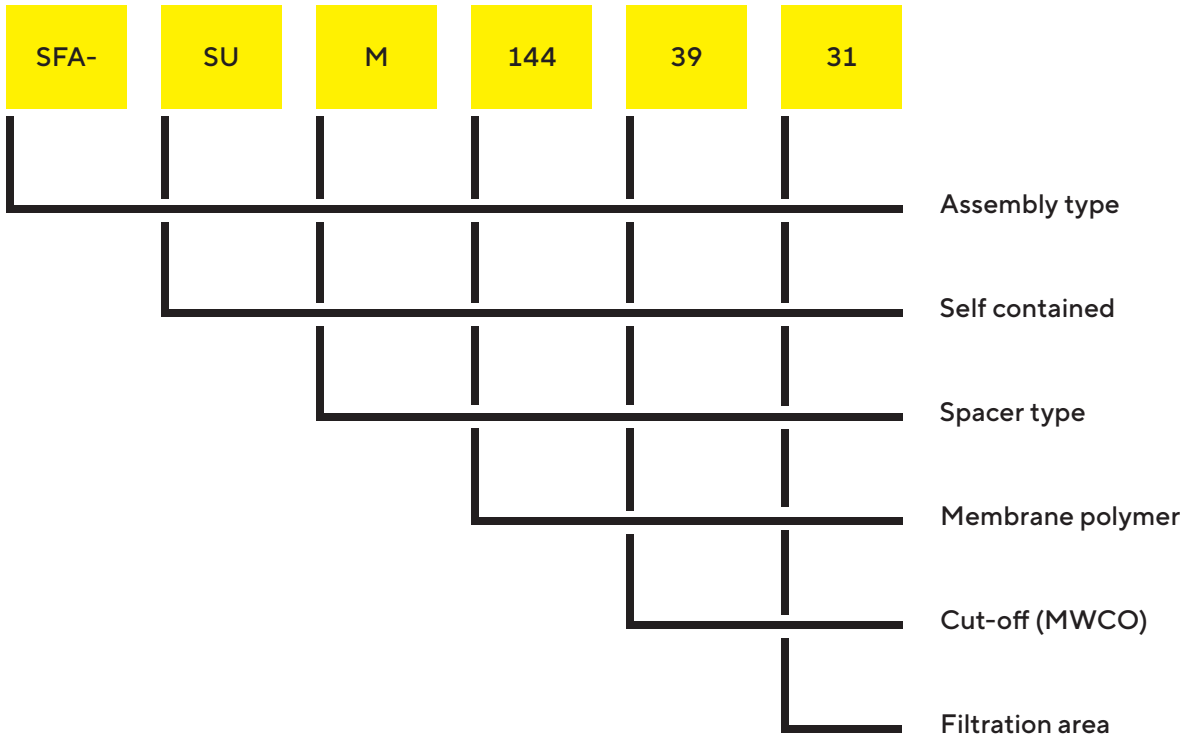 SFA- SU M 144 39 31
Assembly type
Self contained
Spacer type
Membrane polymer
Cut-off (MWCO)
Filtration area